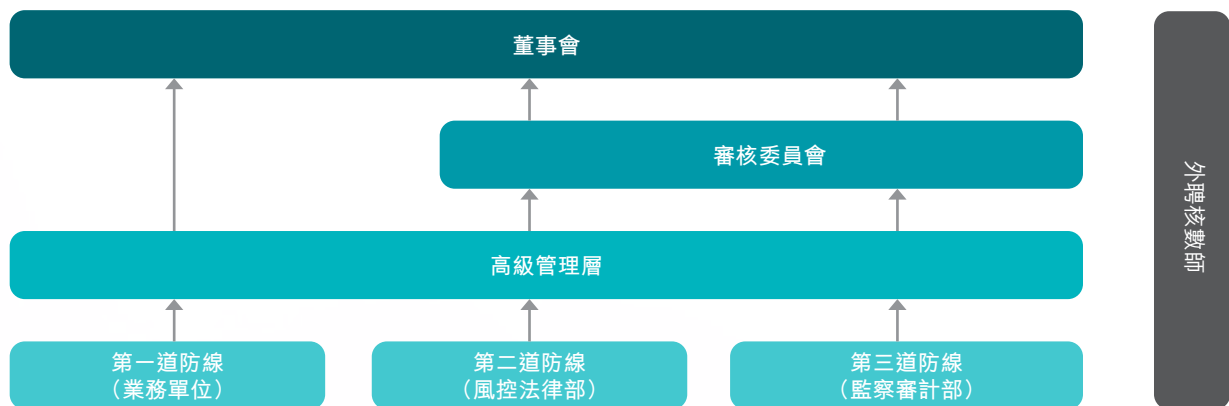 董事會
審核委員會
高級管理層
第一道防線
（業務單位）
第二道防線
（風控法律部）
第三道防線
（監察審計部）
外聘核數師